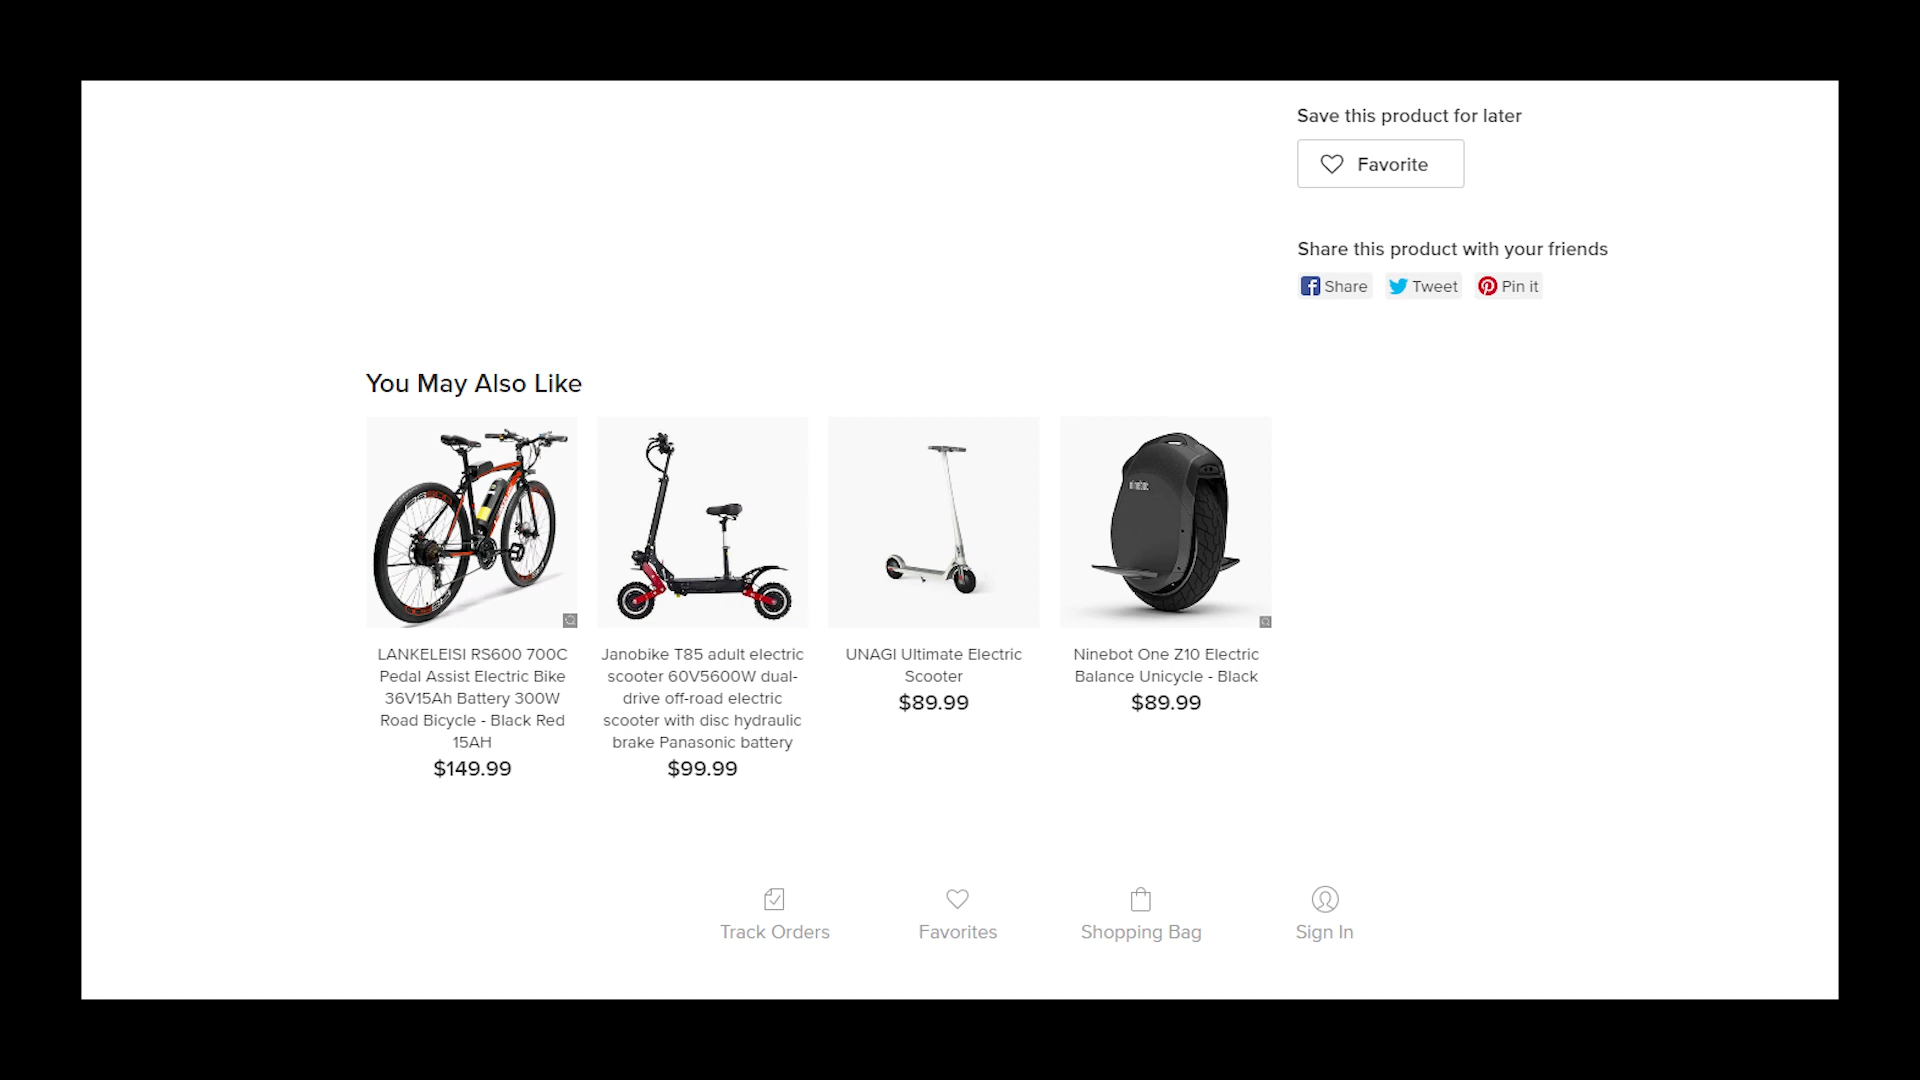 Save this product for later
Favorite
Share this product with your friends
Share Tweet Pin it
You May Also Like
LANKELEISI RS600 700C
Pedal Assist Electric Bike
36V15Ah Battery 300W
Road Bicycle - Black Red
15AH
$149.99
Janobike T85 adult electric
scooter 60V5600W dual-
drive off-road electric
scooter with disc hydraulic
brake Panasonic battery
$99.99
UNAGI Ultimate Electric
Scooter
$89.99
ninebot
Ninebot One Z10 Electric
Balance Unicycle - Black
$89.99
Track Orders
Favorites
Shopping Bag
Sign In